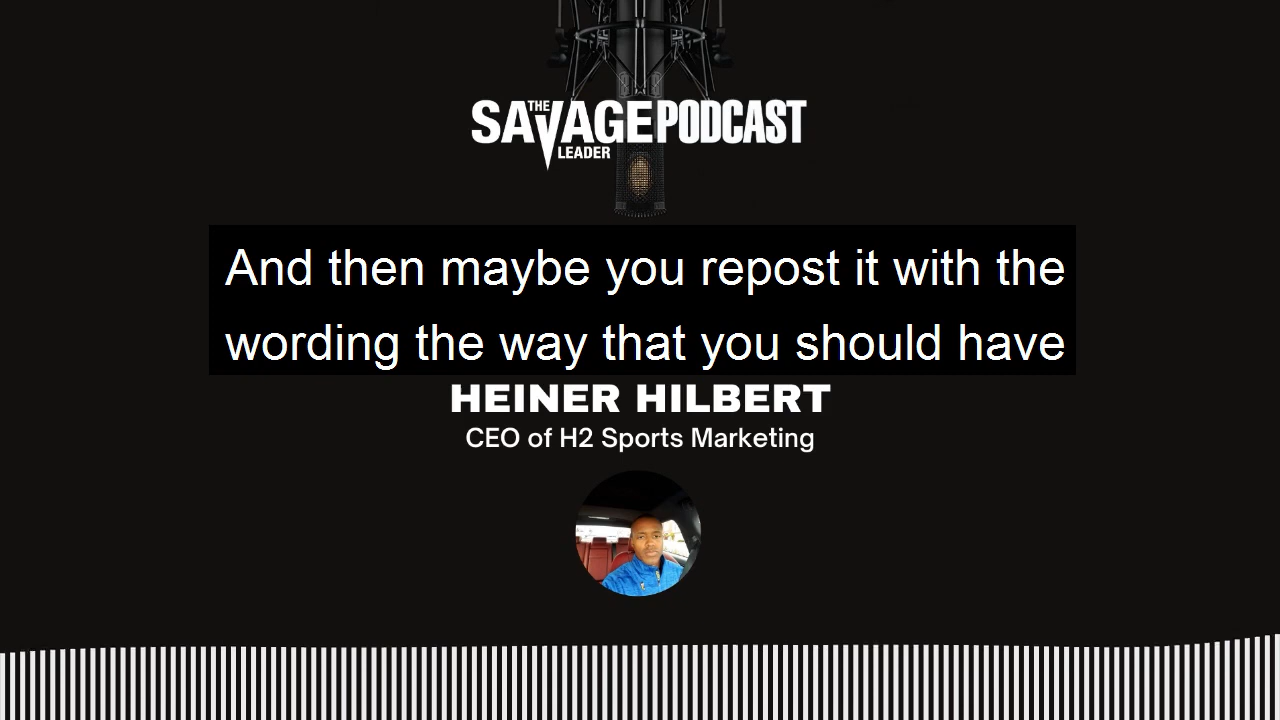 THE
SAVAGE PODCAST
LEADER
And then maybe you repost it with the
wording the way that you should have
HEINER HILBERT
CEO of H2 Sports Marketing